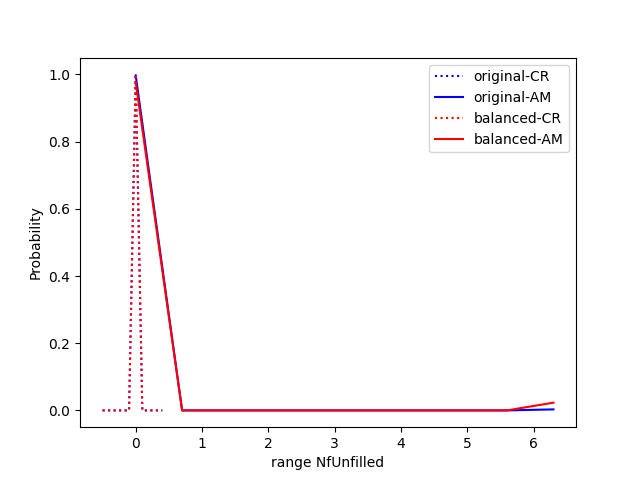 original-CR
original-AM
balanced-CR
balanced-AM
Probability
1.0
0.8
0.6
0.4
0.2
0.0
0 1 2 3 4 5 6
range NfUnfilled